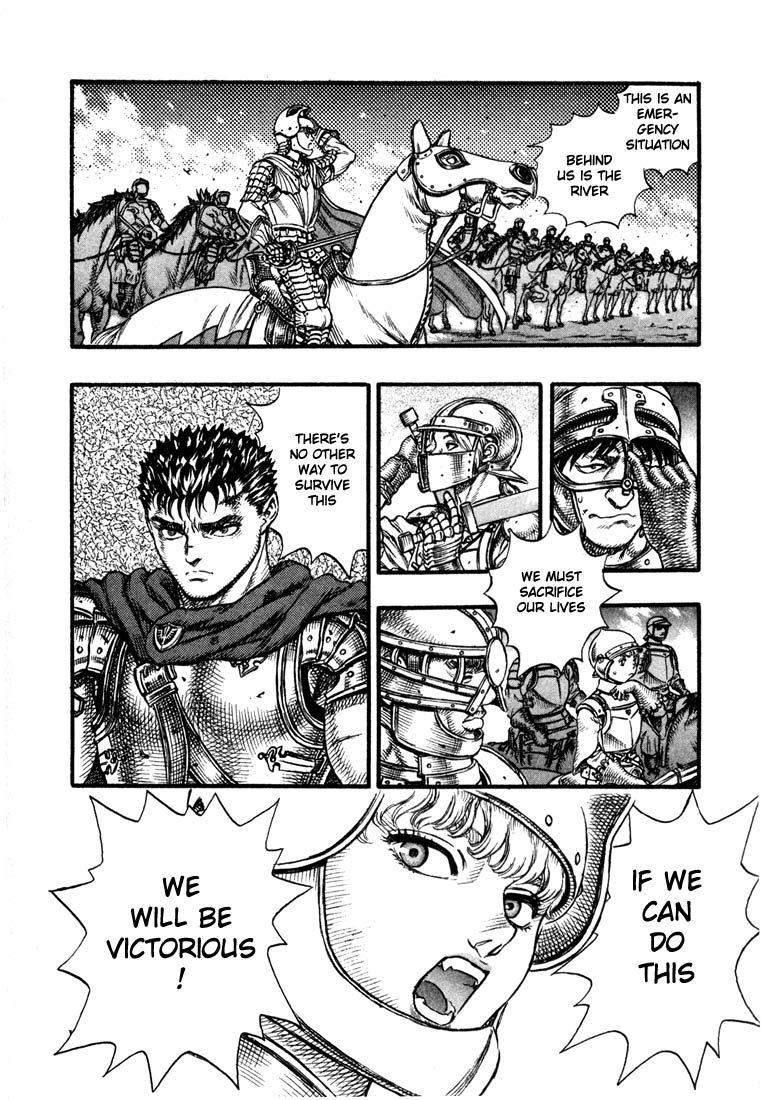 THIS IS AN
EMER-
GENCY
SITUATION
BEHIND
US IS THE
RIVER
WE MUST
SACRIFICE
OUR LIVES
THERE'S
NO OTHER
WAY TO
SURVIVE
THIS
IF WE
CAN
DO
THIS
WE
WILL BE
VICTORIOUS
!